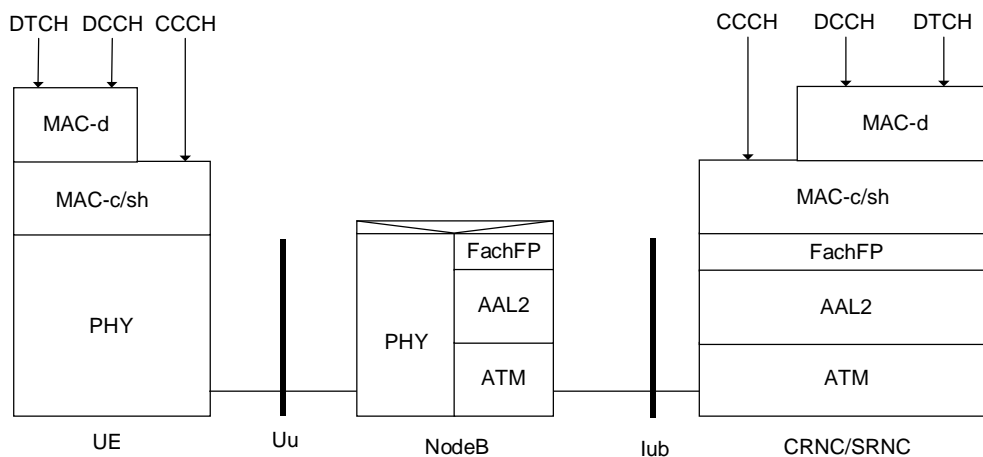 DTCH DCCH CCCH
CCCH DCCH DTCH
MAC-d
MAC-d
MAC-c/sh
MAC-c/sh
FachFP
FachFP
PHY
PHY
AAL2
AAL2
ATM
ATM
UE
Uu
NodeB
Iub
CRNC/SRNC